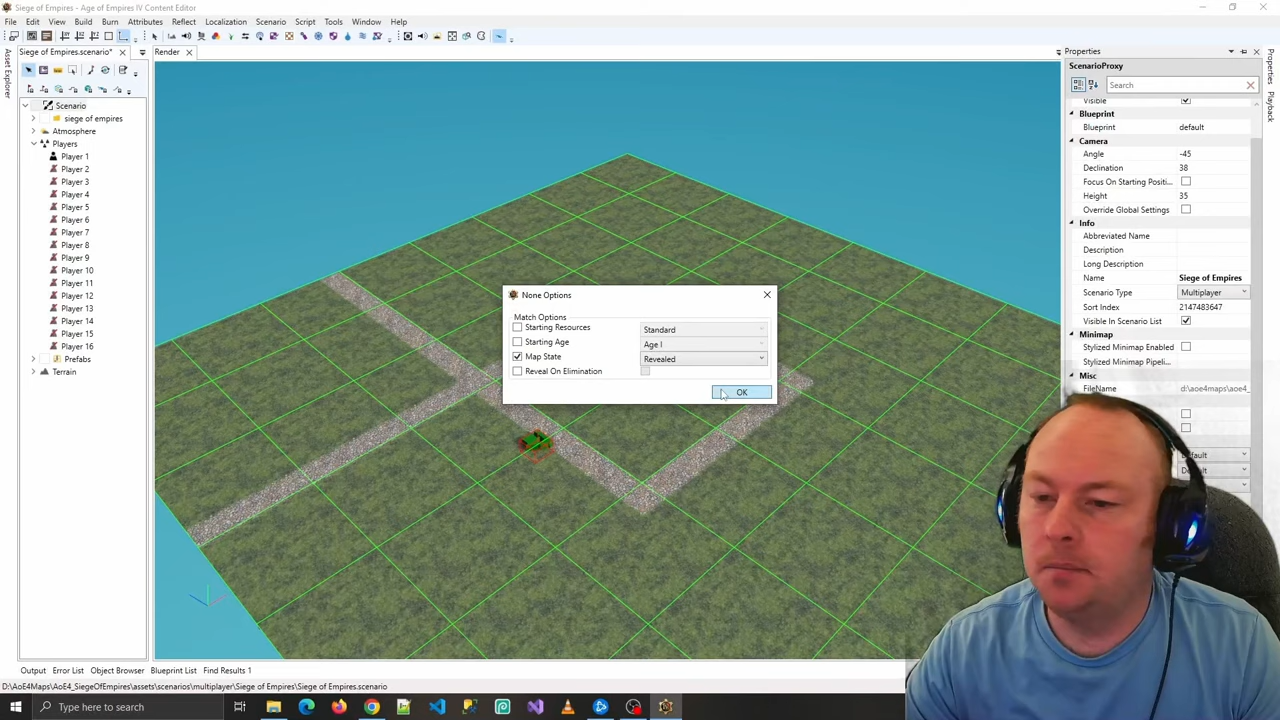 Siege of Empires - Age of Empires IV Content Editor
File Edit View Build Burn Attributes Reflect Localization Scenario Script Tools Window Help
Siege of Empires.scenario*
Render
Asset Explorer
Scenario
siege of empires
Atmosphere
Players
Player 1
Player 2
Player 3
Player 4
Player 5
Player 6
Player 7
Player 8
Player 9
Player 10
Player 11
Player 12
Player 13
Player 14
Player 15
Player 16
Prefabs
Terrain
None Options
Match Options
Starting Resources Standard
Starting Age Age I
Map State Revealed
Reveal On Elimination
OK
Properties
ScenarioProxy
Search
Visible
Blueprint
Blueprint default
Camera
Angle -45
Declination 38
Focus On Starting Positi...
Height 35
Override Global Settings
Info
Abbreviated Name
Description
Long Description
Name Siege of Empires
Scenario Type Multiplayer
Sort Index 2147483647
Visible In Scenario List
Minimap
Stylized Minimap Enabled
Stylized Minimap Pipeli...
Misc
FileName d:\aoe4maps\aoe4_
Default
Properties
Playback
Output Error List Object Browser Blueprint List Find Results 1
D:\AoE4Maps\AoE4_SiegeOfEmpires\assets\scenarios\multiplayer\Siege of Empires\Siege of Empires.scenario
Type here to search